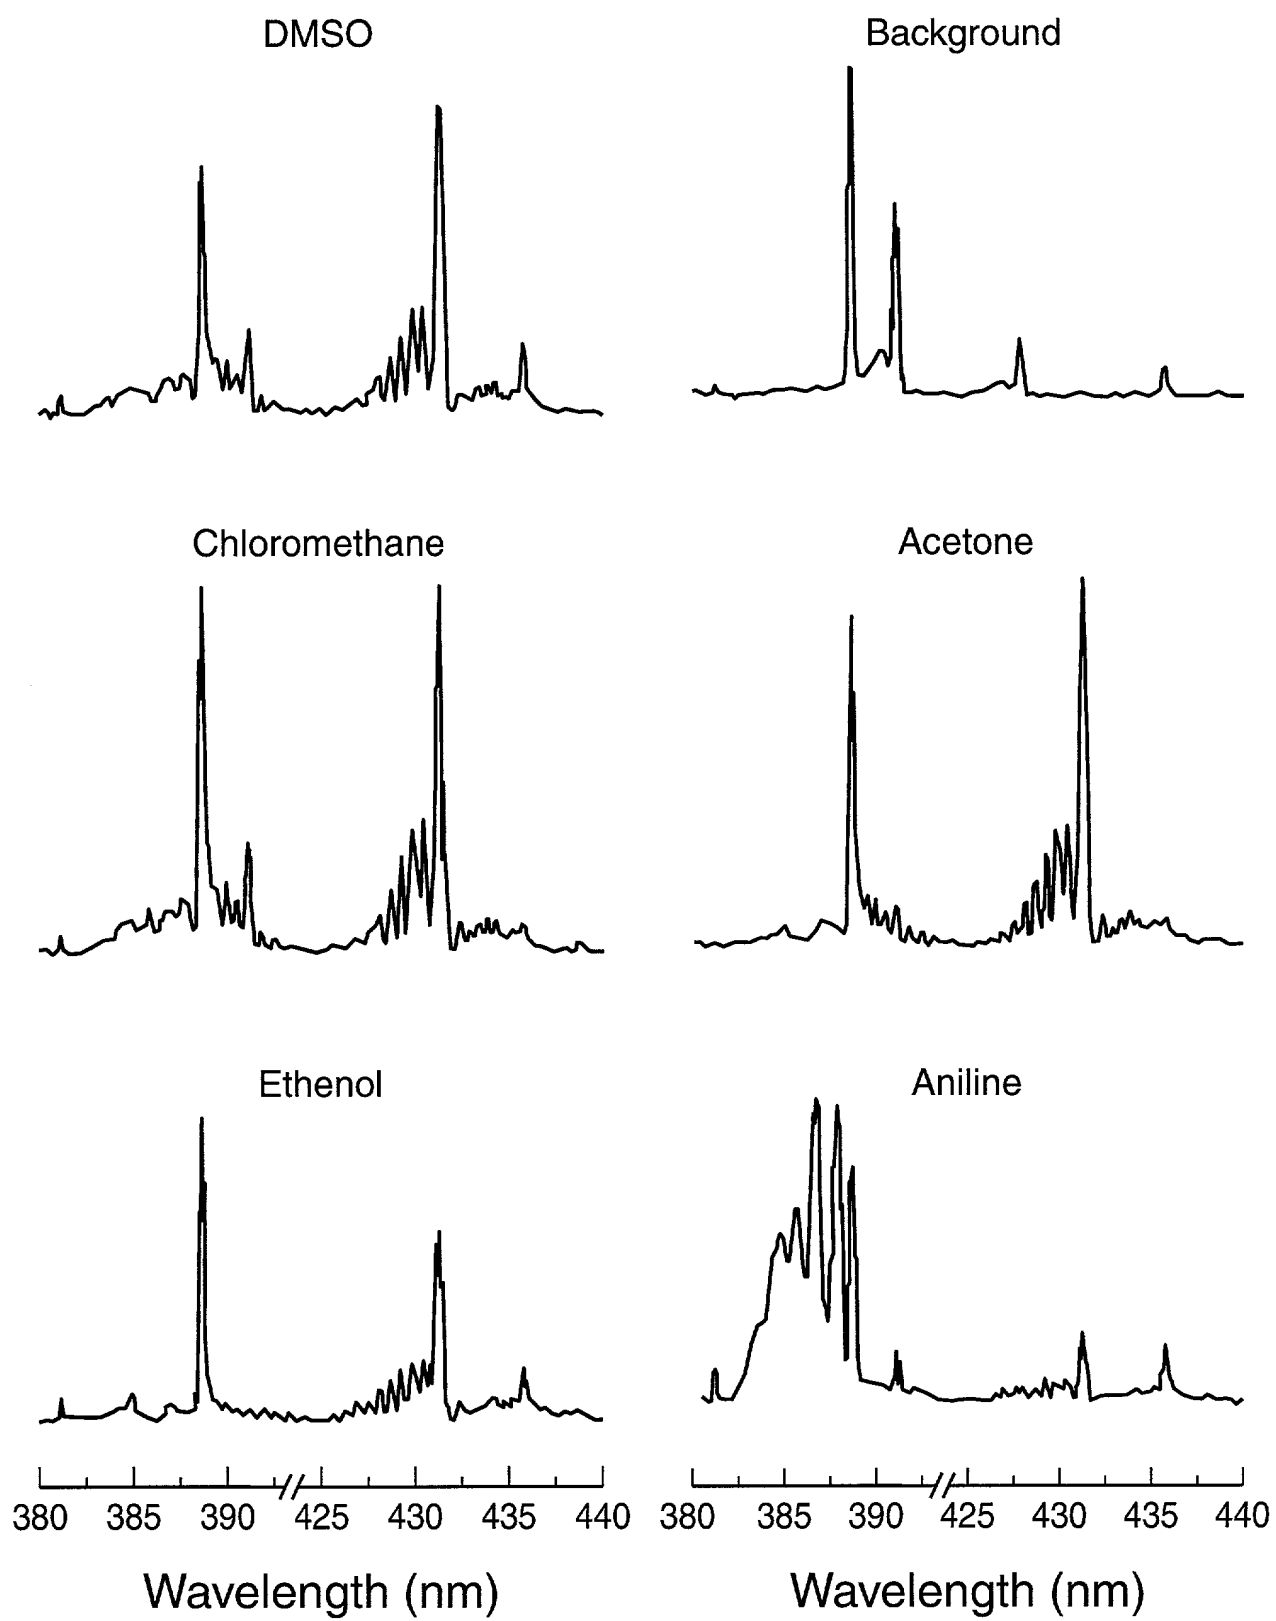 DMSO
Background
Chloromethane
Acetone
Ethenol
Aniline
380 385 390 425 430 435 440
380 385 390 425 430 435 440
Wavelength (nm)
Wavelength (nm)